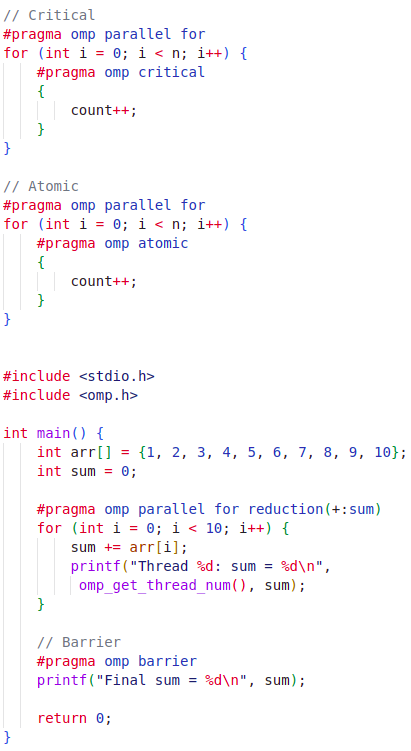 // Critical
#pragma omp parallel for
for (int i = 0; i < n; i++) {
    #pragma omp critical
    {
        count++;
    }
}

// Atomic
#pragma omp parallel for
for (int i = 0; i < n; i++) {
    #pragma omp atomic
    {
        count++;
    }
}


#include <stdio.h>
#include <omp.h>

int main() {
    int arr[] = {1, 2, 3, 4, 5, 6, 7, 8, 9, 10};
    int sum = 0;

    #pragma omp parallel for reduction(+:sum)
    for (int i = 0; i < 10; i++) {
        sum += arr[i];
        printf("Thread %d: sum = %d\n",
         omp_get_thread_num(), sum);
    }

    // Barrier
    #pragma omp barrier
    printf("Final sum = %d\n", sum);

    return 0;
}